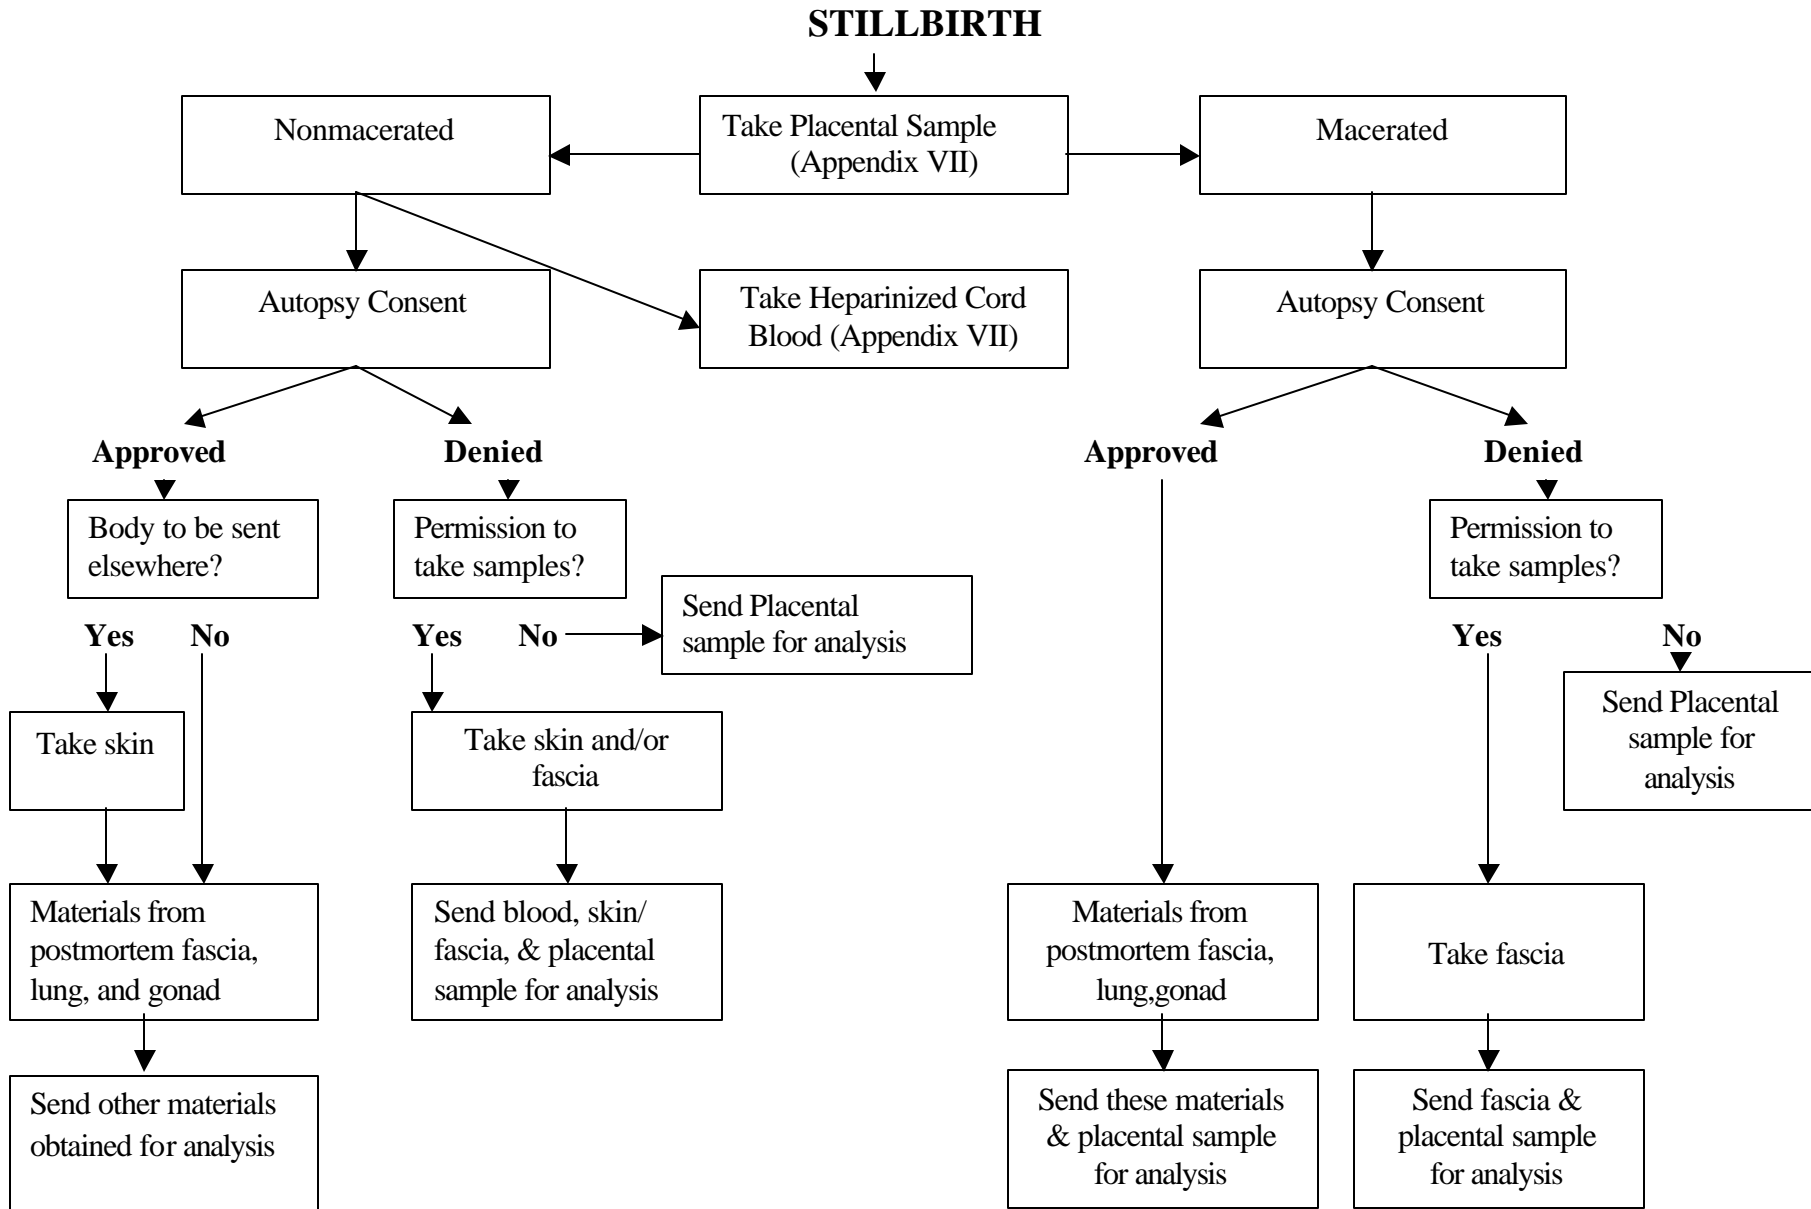 STILLBIRTH
Nonmacerated
Take Placental Sample
(Appendix VII)
Macerated
Autopsy Consent
Take Heparinized Cord
Blood (Appendix VII)
Autopsy Consent
Approved
Denied
Approved
Denied
Body to be sent
elsewhere?
Permission to
take samples?
Permission to
take samples?
Send Placental
sample for analysis
Yes
No
Yes
No
Yes
No
Take skin
Take skin and/or
fascia
Send Placental
sample for
analysis
Materials from
postmortem fascia,
lung, and gonad
Send blood, skin/
fascia, & placental
sample for analysis
Materials from
postmortem fascia,
lung,gonad
Take fascia
Send other materials
obtained for analysis
Send these materials
& placental sample
for analysis
Send fascia &
placental sample
for analysis